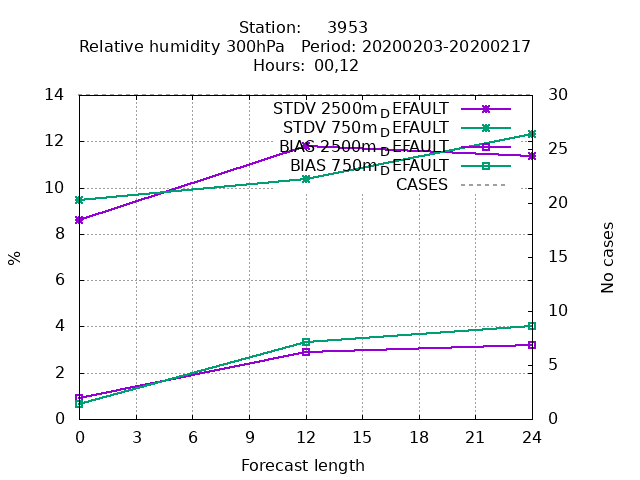 Station: 3953
Relative humidity 300hPa Period: 20200203-20200217
Hours: 00,12
STDV 2500m_DEFAULT
STDV 750m_DEFAULT
BIAS 2500m_DEFAULT
BIAS 750m_DEFAULT
CASES
14
12
10
8
6
4
2
0
%
30
25
20
15
10
5
0
No cases
0 3 6 9 12 15 18 21 24
Forecast length